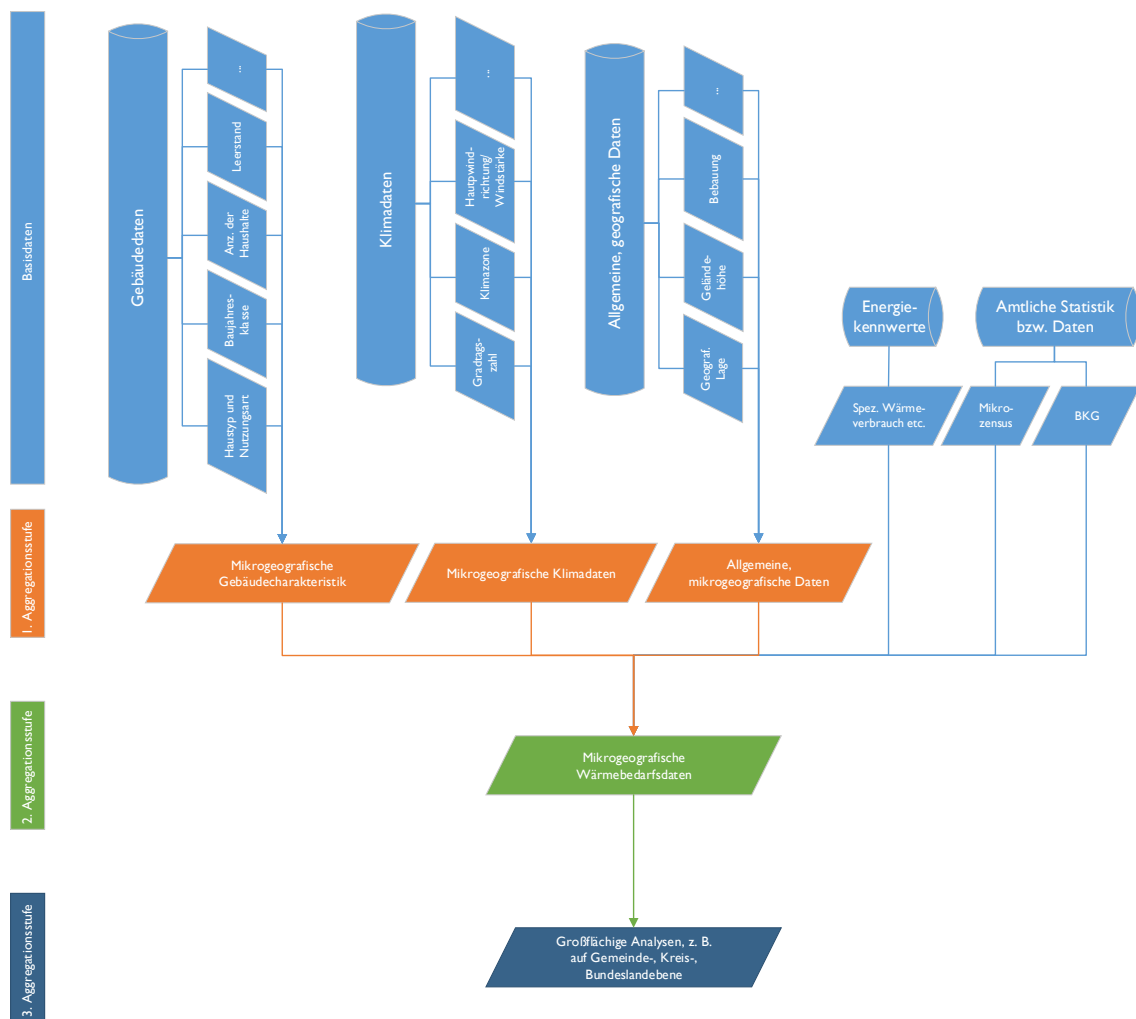 Basisdaten
Gebäudedaten
...
Leerstand
Anz. der
Haushalte
Baujahres-
klasse
Haustyp und
Nutzungsart
Klimadaten
...
Hautpwind-
richtung/
Windstärke
Klimazone
Gradtags-
zahl
Allgemeine, geografische Daten
...
Bebauung
Gelände-
höhe
Geograf.
Lage
Energie-
kennwerte
Amtliche Statistik
bzw. Daten
Spez. Wärme-
verbrauch etc.
Mikro-
zensus
BKG
1. Aggregationsstufe
Mikrogeografische
Gebäudecharakteristik
Mikrogeografische Klimadaten
Allgemeine,
mikrogeografische Daten
2. Aggregationsstufe
Mikrogeografische
Wärmebedarfsdaten
3. Aggregationsstufe
Großflächige Analysen, z. B.
auf Gemeinde-, Kreis-,
Bundeslandebene